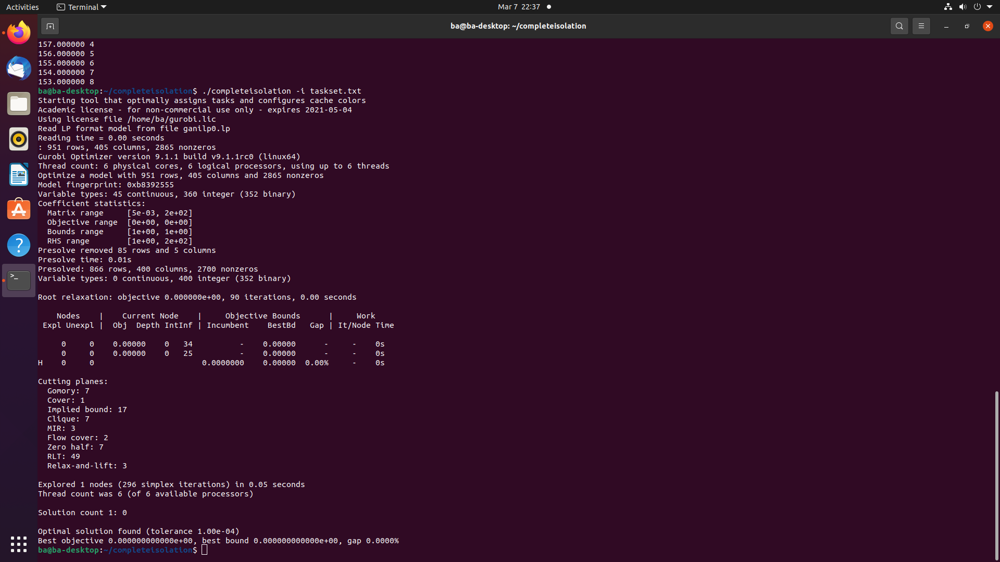 Activities
Terminal
Mar 7 22:37
ba@ba-desktop: ~/completeisolation
157.000000 4
156.000000 5
155.000000 6
154.000000 7
153.000000 8
ba@ba-desktop:~/completeisolation$ ./completeisolation -i taskset.txt
Starting tool that optimally assigns tasks and configures cache colors
Academic license - for non-commercial use only - expires 2021-05-04
Using license file /home/ba/gurobi.lic
Read LP format model from file ganilp0.lp
Reading time = 0.00 seconds
: 951 rows, 405 columns, 2865 nonzeros
Gurobi Optimizer version 9.1.1 build v9.1.1rc0 (linux64)
Thread count: 6 physical cores, 6 logical processors, using up to 6 threads
Optimize a model with 951 rows, 405 columns and 2865 nonzeros
Model fingerprint: 0xb8392555
Variable types: 45 continuous, 360 integer (352 binary)
Coefficient statistics:
  Matrix range     [5e-03, 2e+02]
  Objective range  [0e+00, 0e+00]
  Bounds range     [1e+00, 1e+00]
  RHS range        [1e+00, 2e+02]
Presolve removed 85 rows and 5 columns
Presolve time: 0.01s
Presolved: 866 rows, 400 columns, 2700 nonzeros
Variable types: 0 continuous, 400 integer (352 binary)
Root relaxation: objective 0.000000e+00, 90 iterations, 0.00 seconds
    Nodes    |    Current Node    |     Objective Bounds      |     Work
 Expl Unexpl |  Obj  Depth IntInf | Incumbent    BestBd   Gap | It/Node Time
     0     0    0.00000    0   34          -    0.00000      -     -    0s
     0     0    0.00000    0   25          -    0.00000      -     -    0s
H    0     0                       0.0000000    0.00000  0.00%     -    0s
Cutting planes:
  Gomory: 7
  Cover: 1
  Implied bound: 17
  Clique: 7
  MIR: 3
  Flow cover: 2
  Zero half: 7
  RLT: 49
  Relax-and-lift: 3
Explored 1 nodes (296 simplex iterations) in 0.05 seconds
Thread count was 6 (of 6 available processors)
Solution count 1: 0
Optimal solution found (tolerance 1.00e-04)
Best objective 0.000000000000e+00, best bound 0.000000000000e+00, gap 0.0000%
ba@ba-desktop:~/completeisolation$